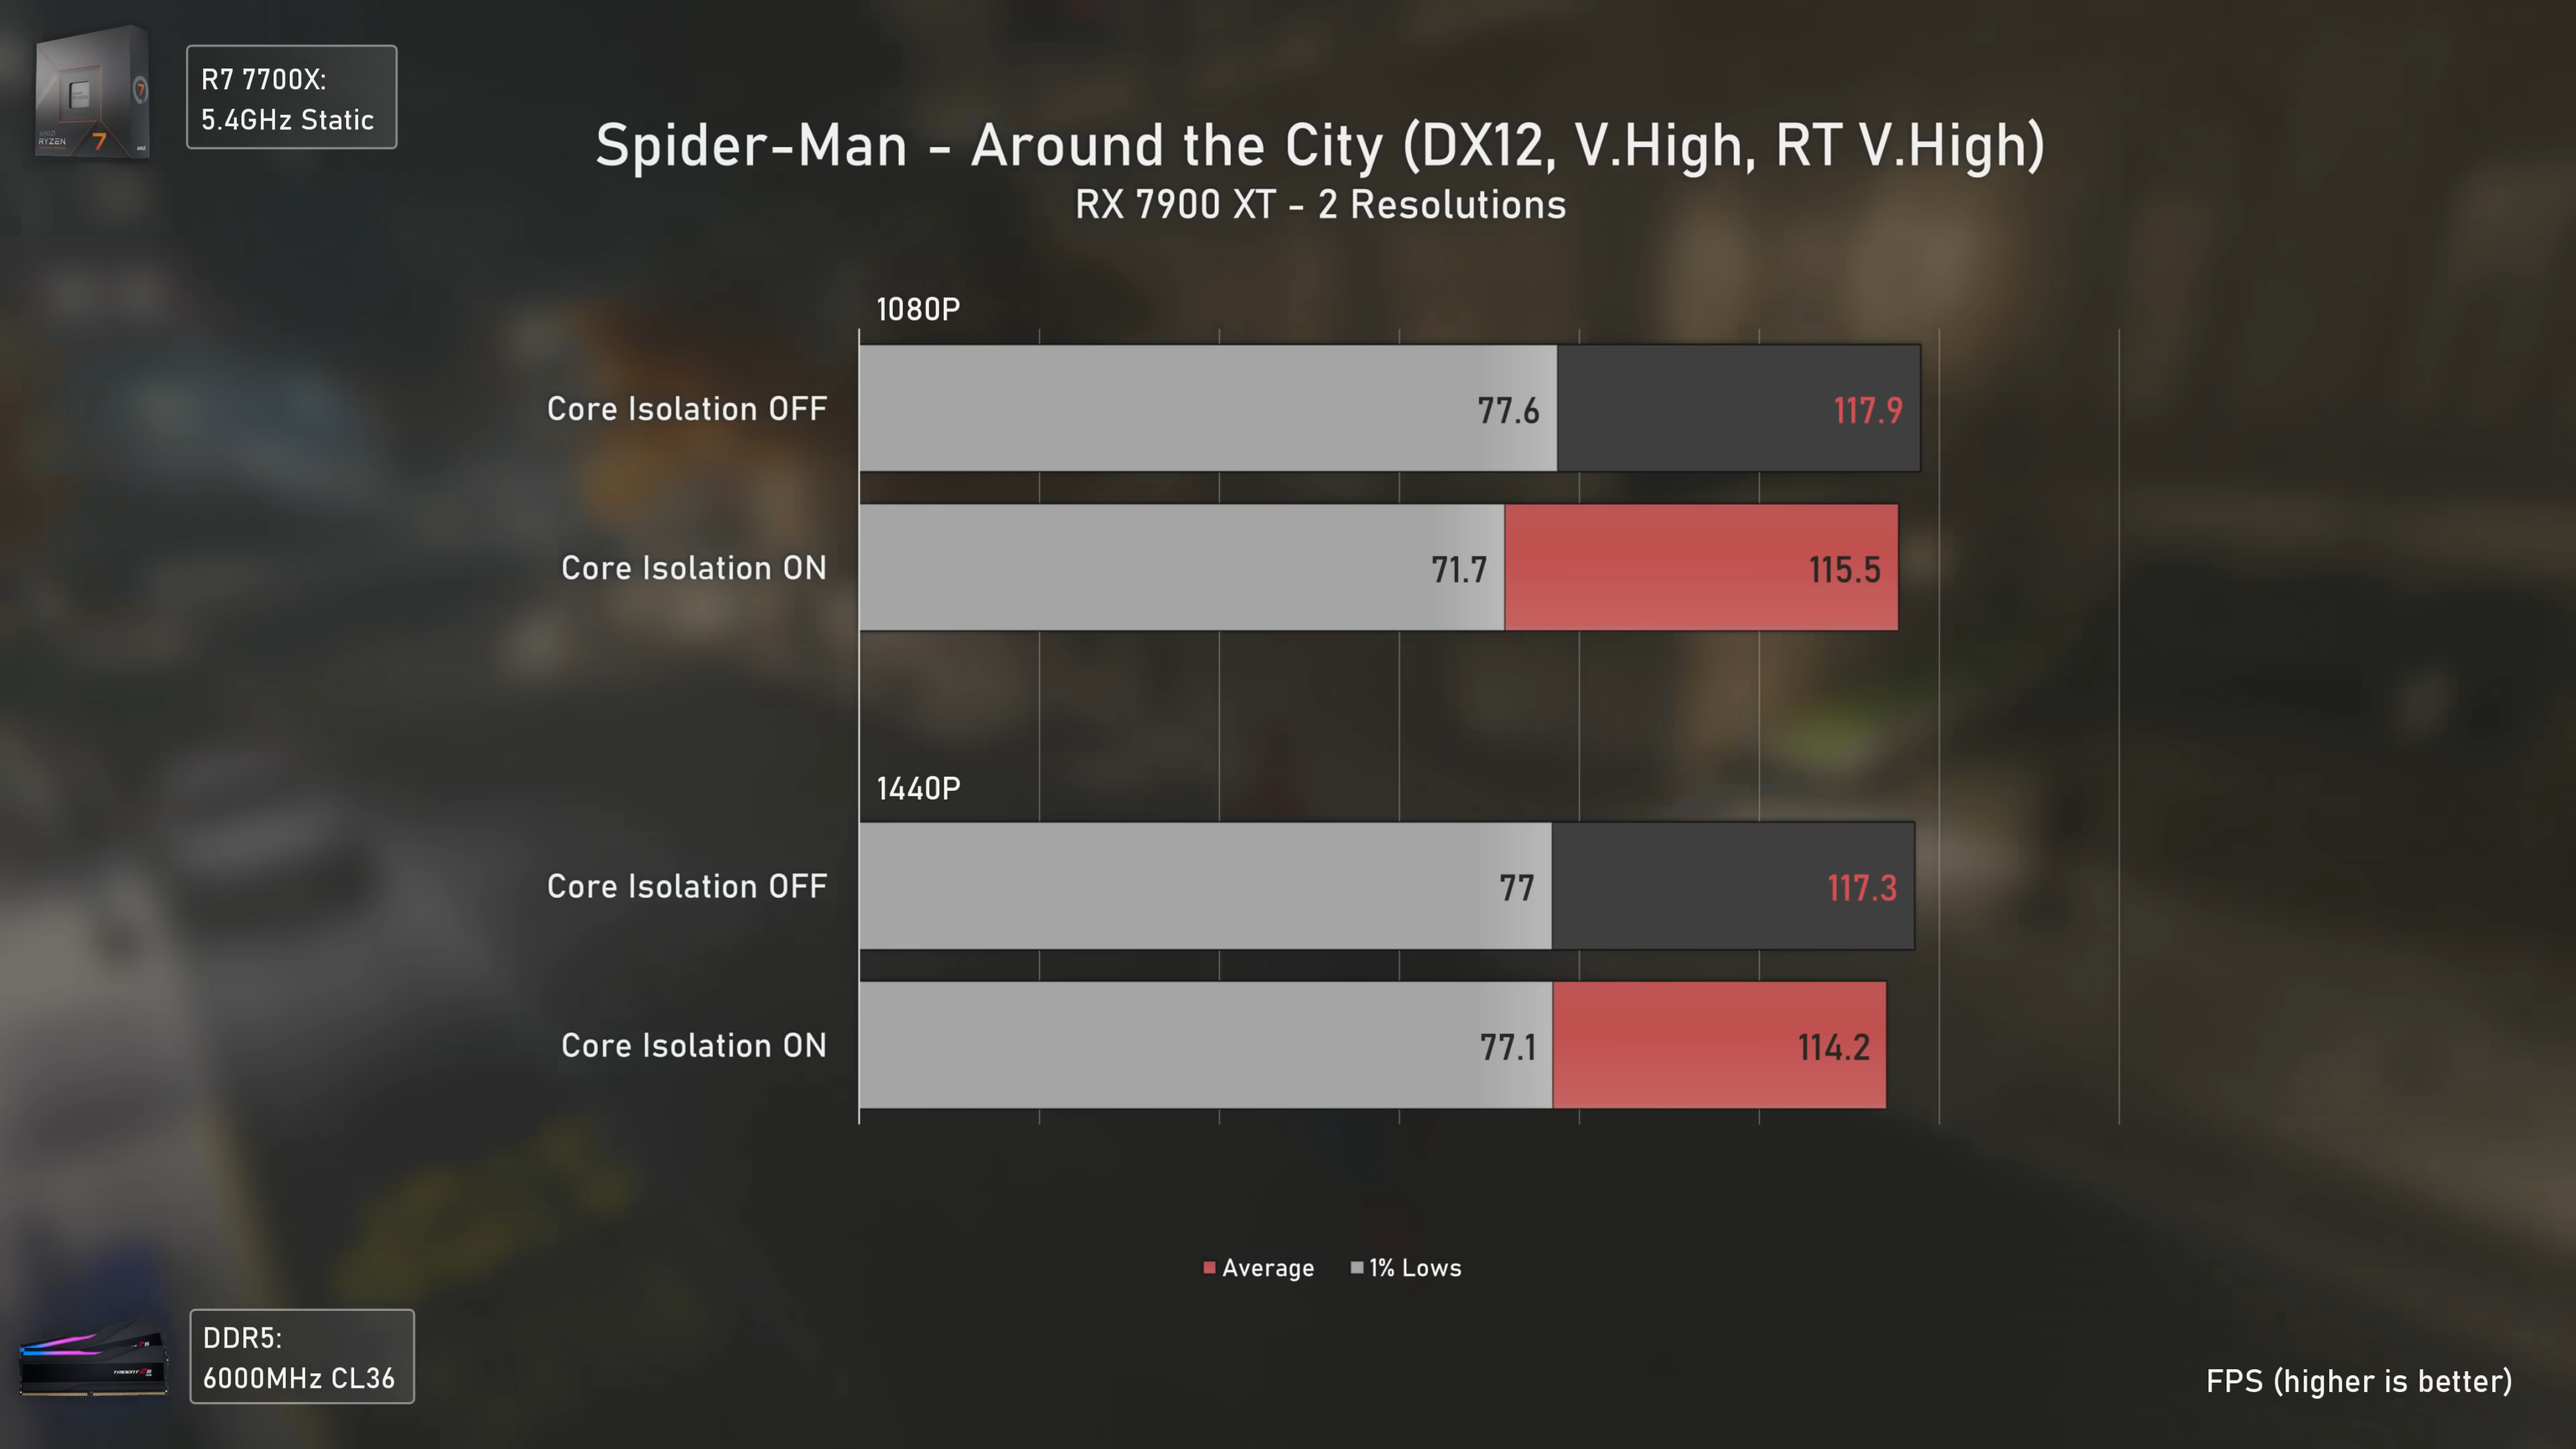 R7 7700X:
5.4GHz Static
RYZEN 7
7
Spider-Man - Around the City (DX12, V.High, RT V.High)
RX 7900 XT - 2 Resolutions
1080P
Core Isolation OFF 77.6 117.9
Core Isolation ON 71.7 115.5
1440P
Core Isolation OFF 77 117.3
Core Isolation ON 77.1 114.2
Average 1% Lows
DDR5:
6000MHz CL36
FPS (higher is better)